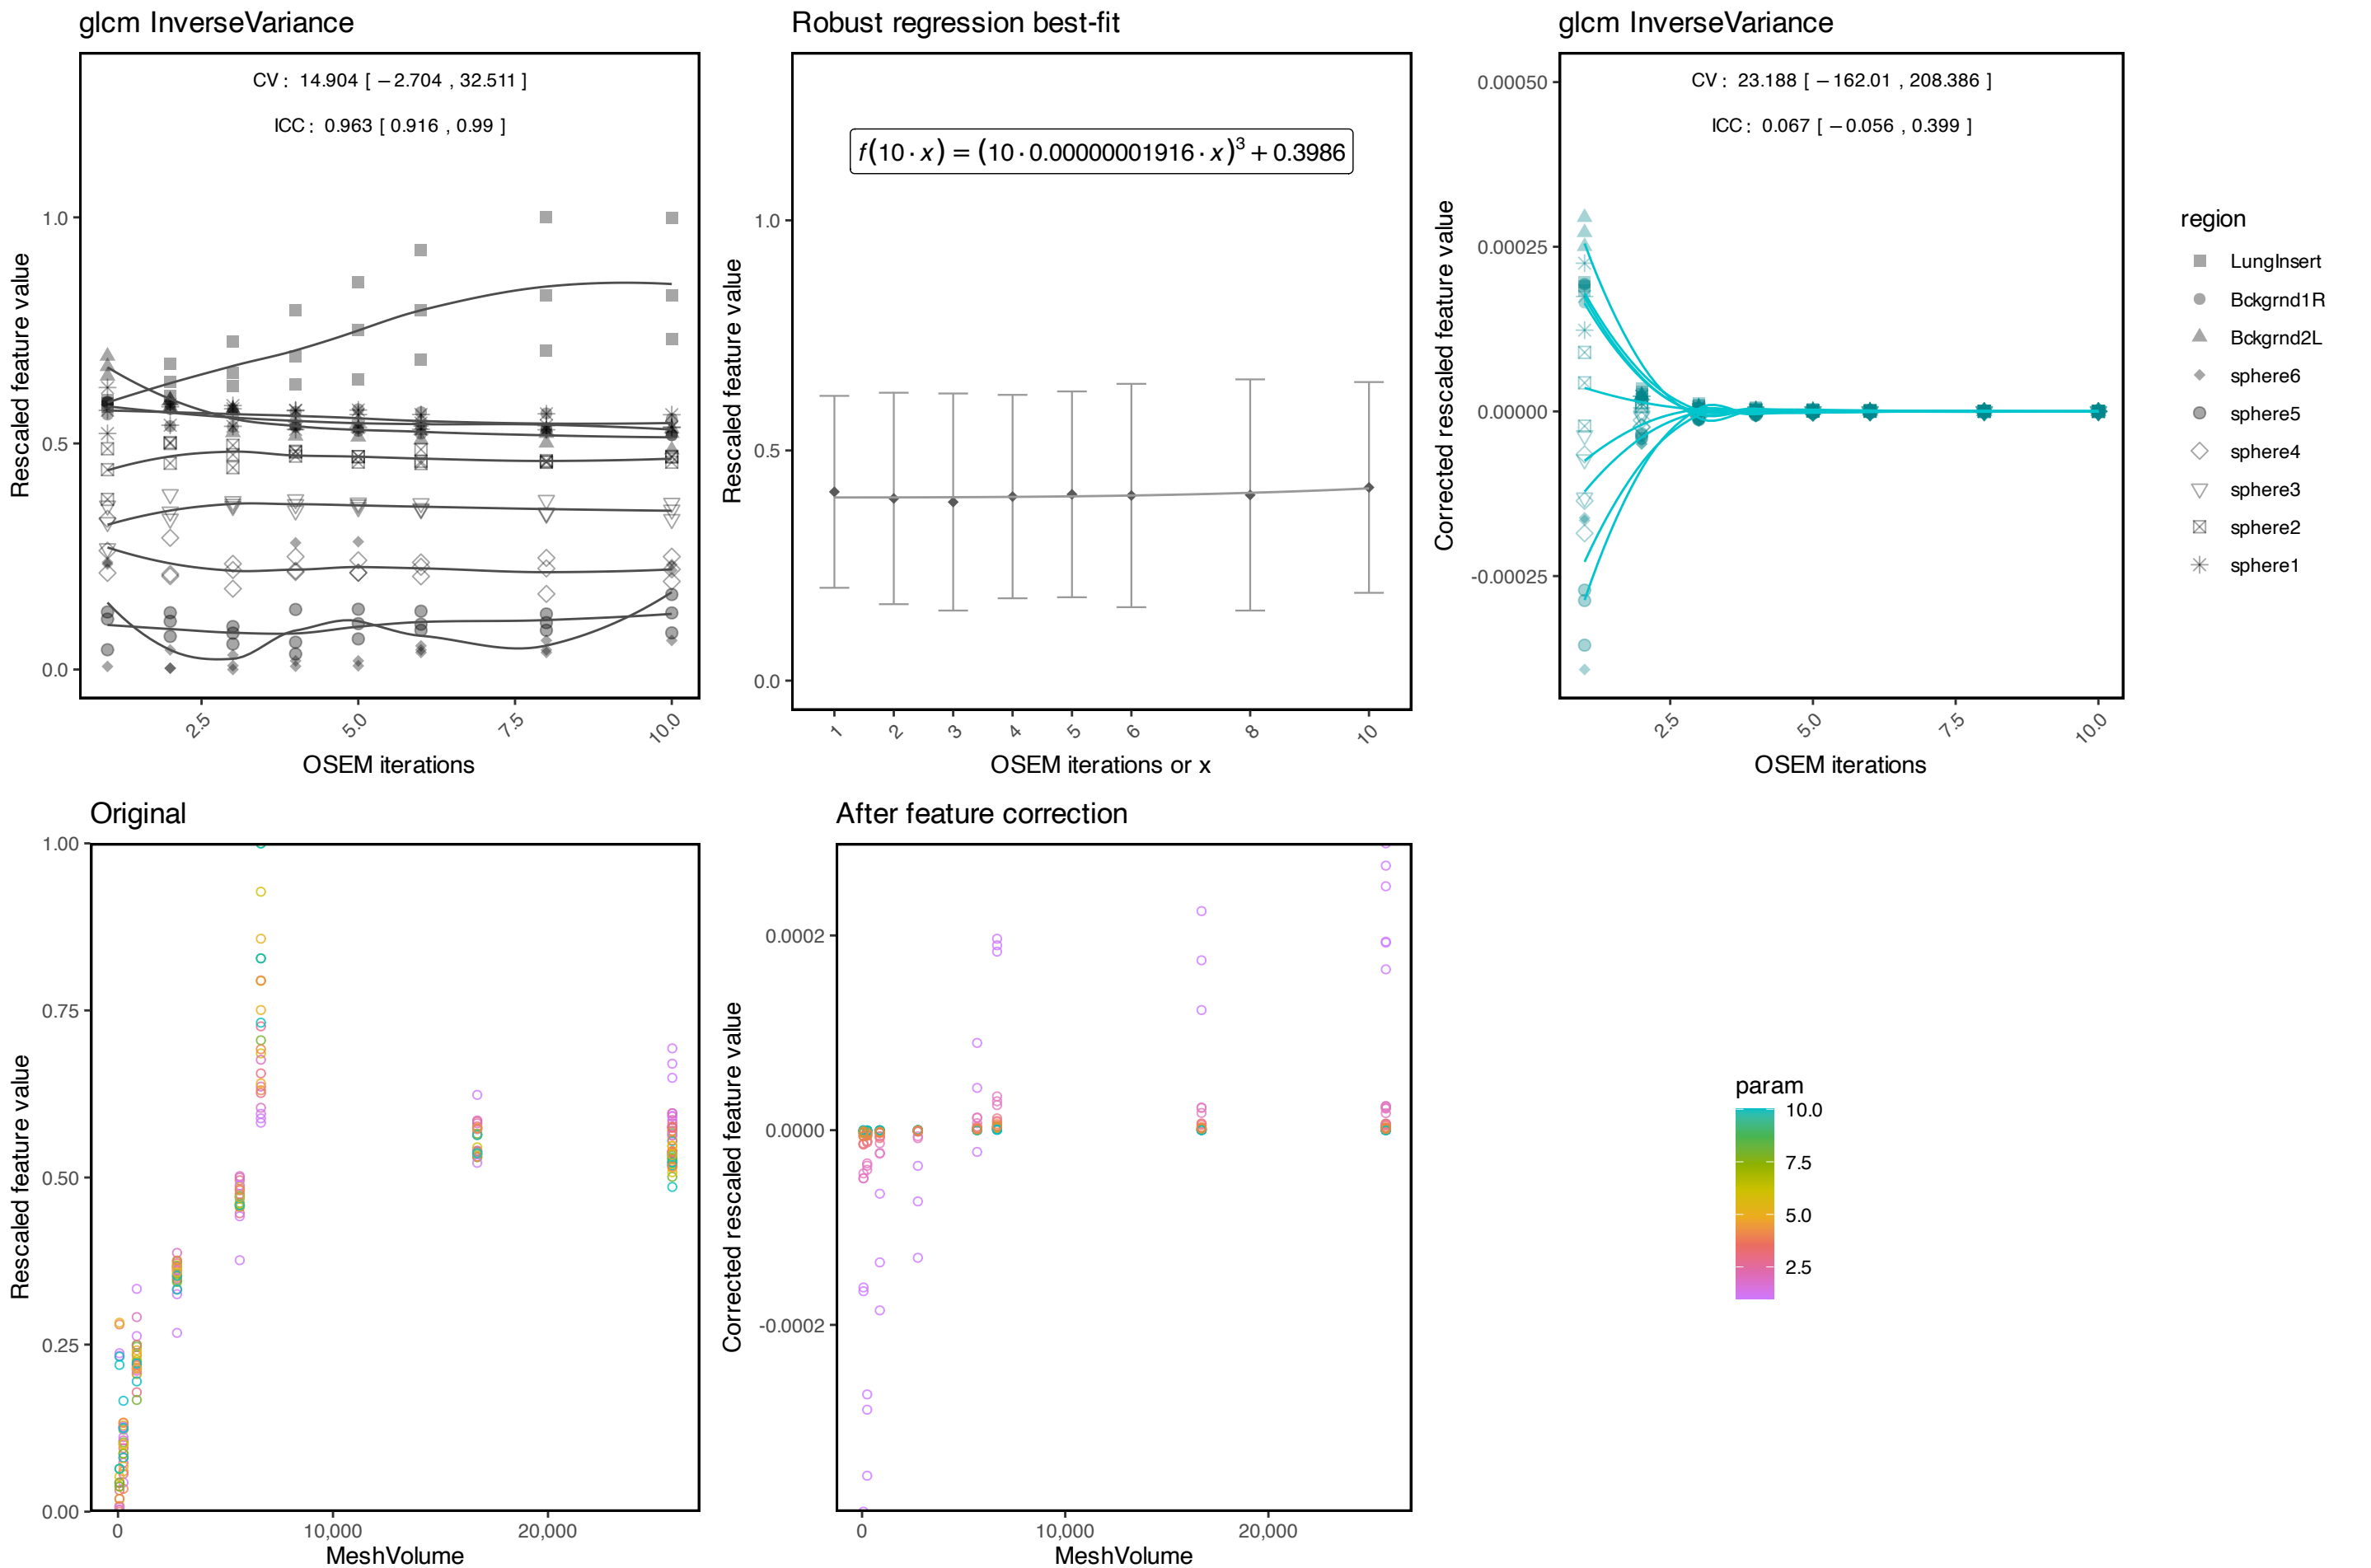 glcm InverseVariance
CV : 14.904 [ −2.704 , 32.511 ]
ICC : 0.963 [ 0.916 , 0.99 ]
Rescaled feature value
1.0
0.5
0.0
2.5
5.0
7.5
10.0
OSEM iterations
Robust regression best-fit
f(10 · x) = (10 · 0.00000001916 · x)³ + 0.3986
Rescaled feature value
1.0
0.5
0.0
1
2
3
4
5
6
8
10
OSEM iterations or x
glcm InverseVariance
CV : 23.188 [ −162.01 , 208.386 ]
ICC : 0.067 [ −0.056 , 0.399 ]
Corrected rescaled feature value
0.00050
0.00025
0.00000
-0.00025
2.5
5.0
7.5
10.0
OSEM iterations
region
LungInsert
Bckgrnd1R
Bckgrnd2L
sphere6
sphere5
sphere4
sphere3
sphere2
sphere1
Original
Rescaled feature value
1.00
0.75
0.50
0.25
0.00
0
10,000
20,000
MeshVolume
After feature correction
Corrected rescaled feature value
0.0002
0.0000
-0.0002
0
10,000
20,000
MeshVolume
param
10.0
7.5
5.0
2.5